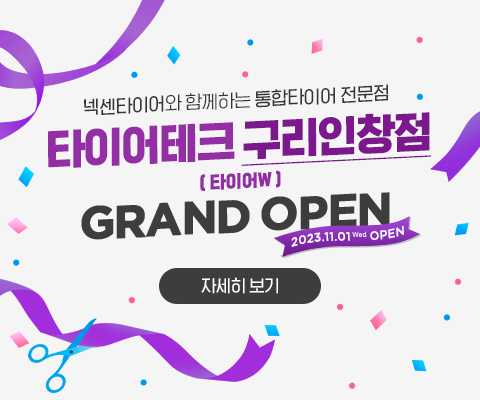 넥센타이어와 함께하는 통합타이어 전문점
타이어테크 구리인창점
( 타이어W )
GRAND OPEN
2023.11.01 Wed OPEN
자세히 보기